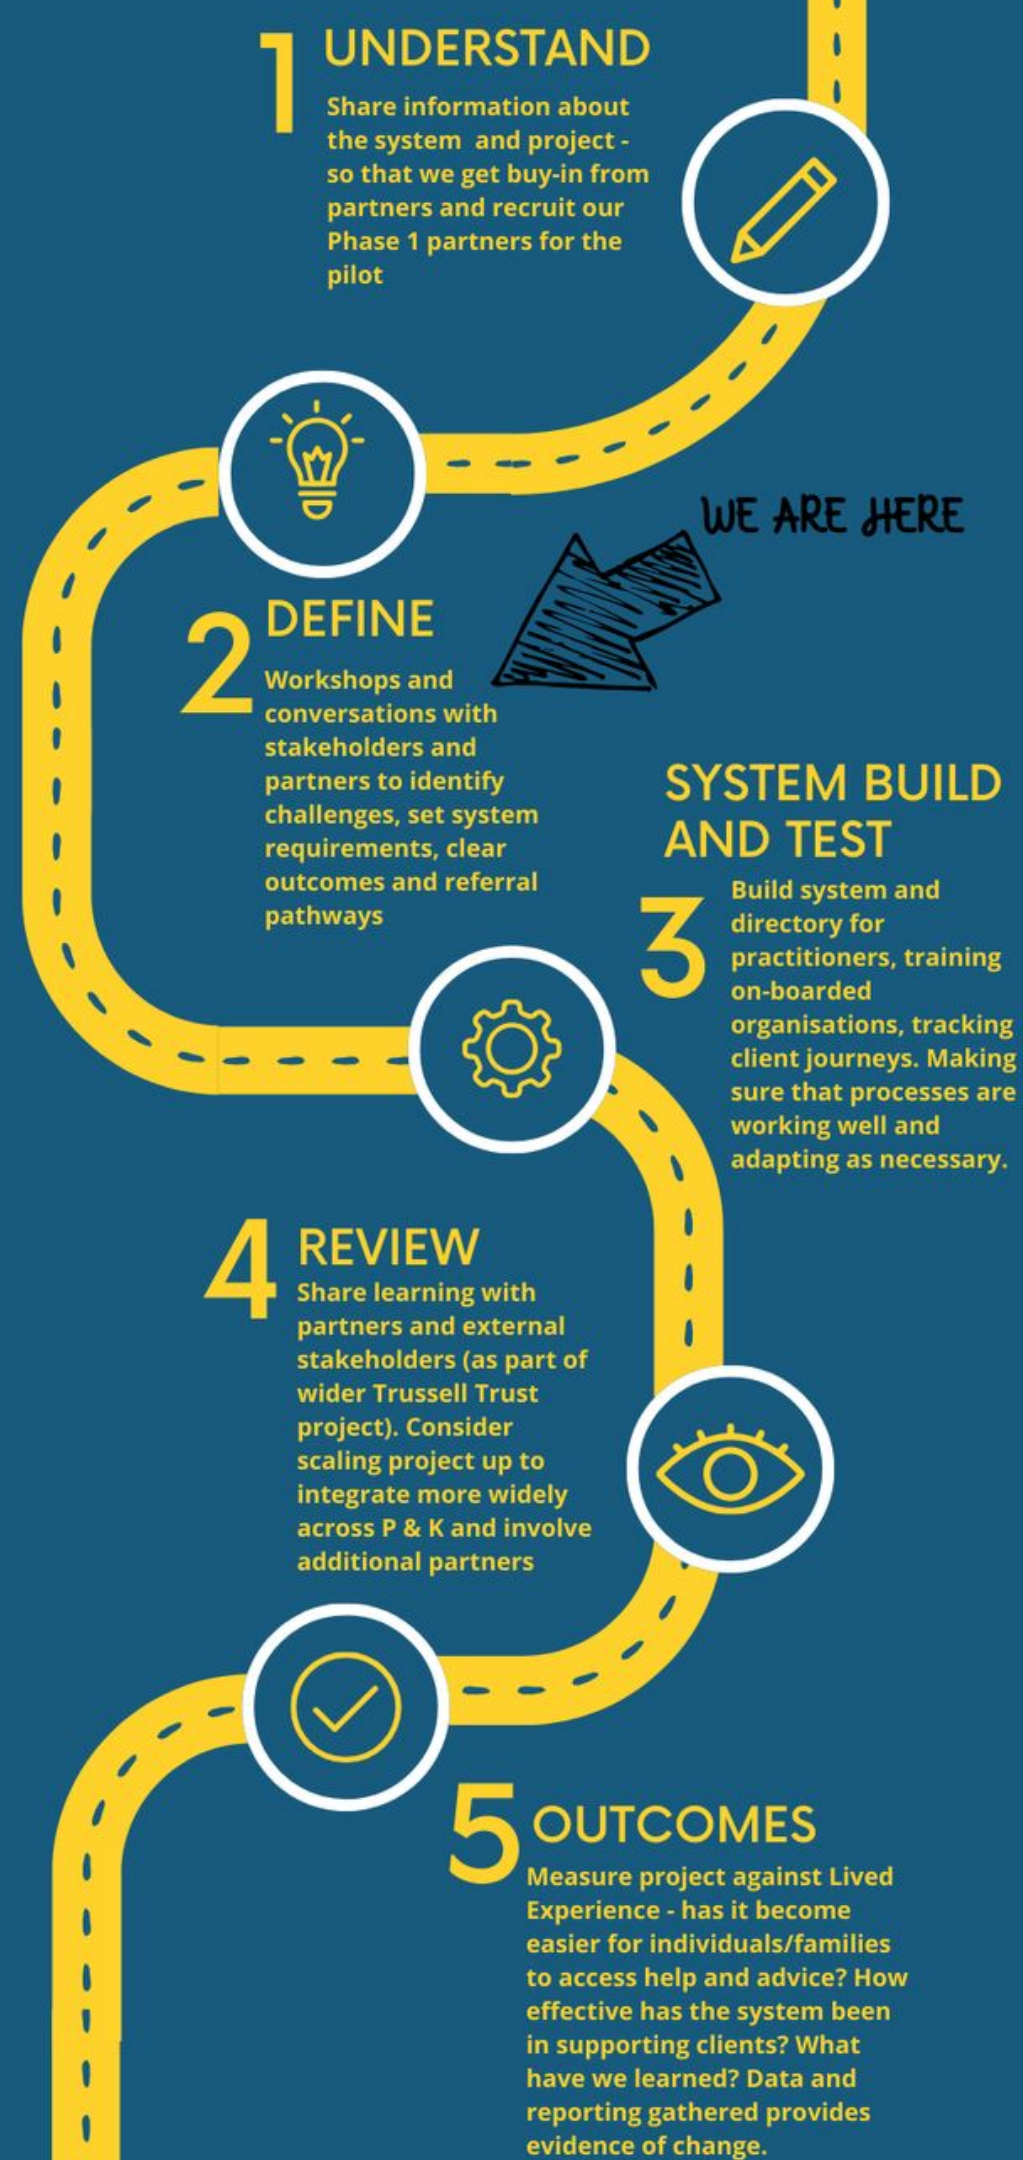 1
UNDERSTAND
Share information about
the system and project -
so that we get buy-in from
partners and recruit our
Phase 1 partners for the
pilot
WE ARE HERE
2
DEFINE
Workshops and
conversations with
stakeholders and
partners to identify
challenges, set system
requirements, clear
outcomes and referral
pathways
SYSTEM BUILD
AND TEST
3
Build system and
directory for
practitioners, training
on-boarded
organisations, tracking
client journeys. Making
sure that processes are
working well and
adapting as necessary.
4
REVIEW
Share learning with
partners and external
stakeholders (as part of
wider Trussell Trust
project). Consider
scaling project up to
integrate more widely
across P & K and involve
additional partners
5
OUTCOMES
Measure project against Lived
Experience - has it become
easier for individuals/families
to access help and advice? How
effective has the system been
in supporting clients? What
have we learned? Data and
reporting gathered provides
evidence of change.